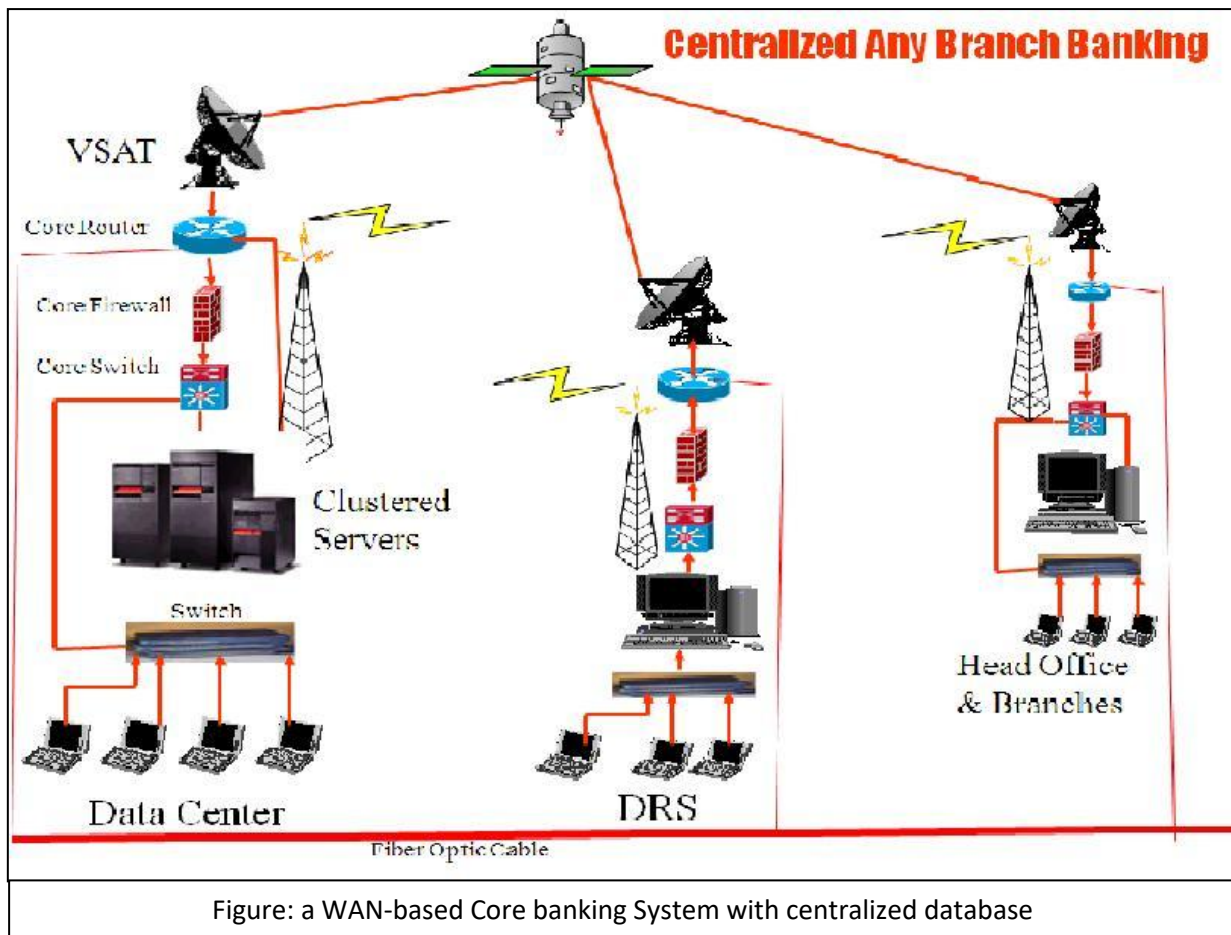 Centralized Any Branch Banking
VSAT
Core Router
Core Firewall
Core Switch
Clustered
Servers
Switch
Data Center
DRS
Head Office
& Branches
Fiber Optic Cable
Figure: a WAN-based Core banking System with centralized database